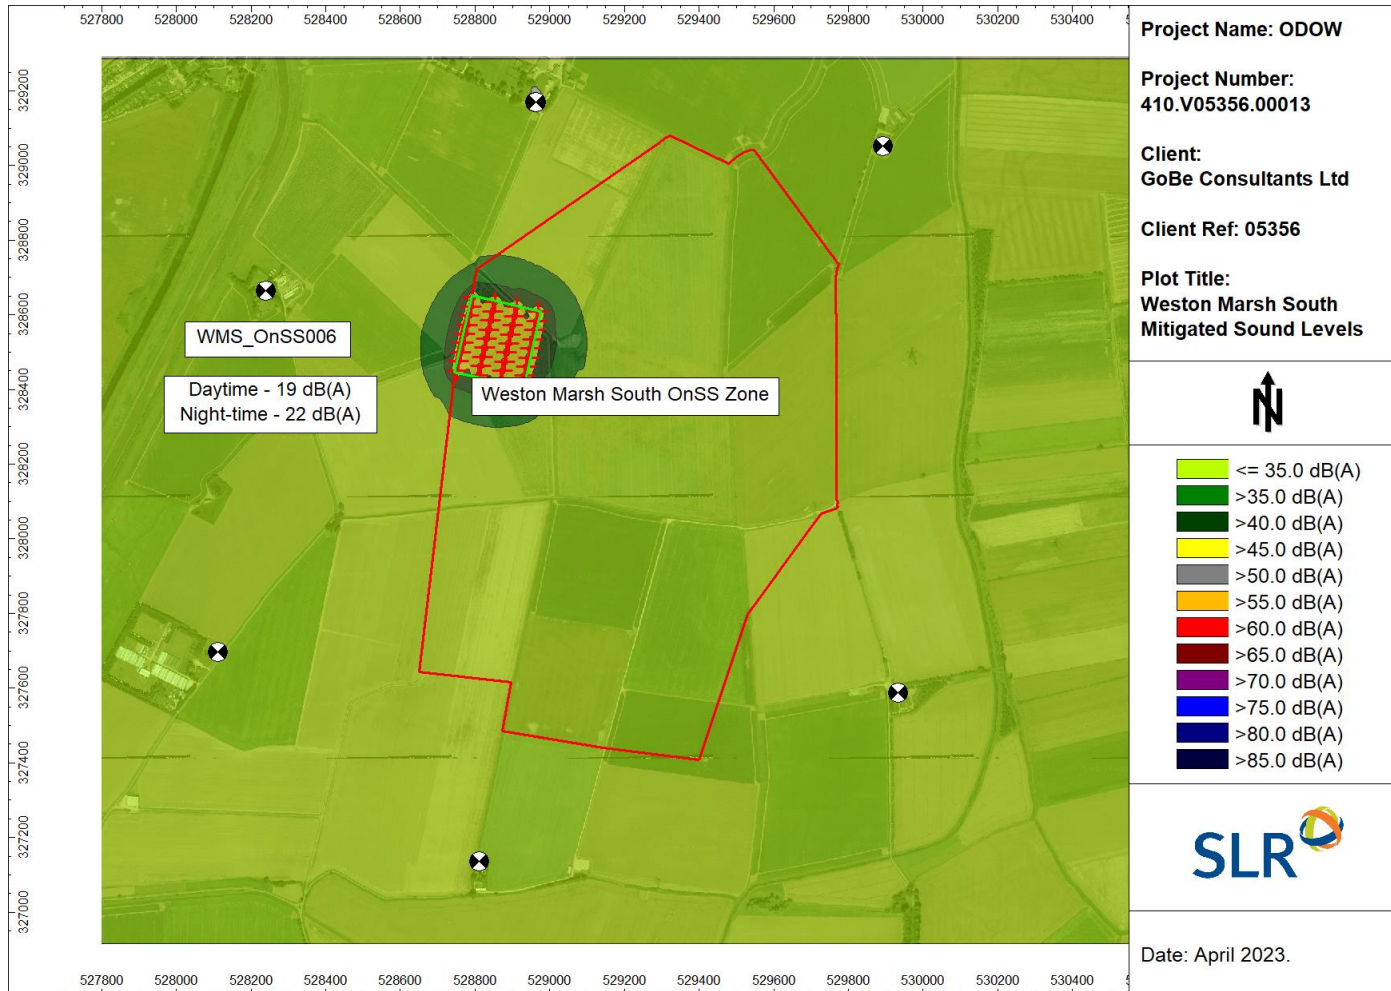 527800 528000 528200 528400 528600 528800 529000 529200 529400 529600 529800 530000 530200 530400
329200
329000
328800
328600
328400
328200
328000
327800
327600
327400
327200
327000
WMS_OnSS006
Daytime - 19 dB(A)
Night-time - 22 dB(A)
Weston Marsh South OnSS Zone
527800 528000 528200 528400 528600 528800 529000 529200 529400 529600 529800 530000 530200 530400
Project Name: ODOW
Project Number:
410.V05356.00013
Client:
GoBe Consultants Ltd
Client Ref: 05356
Plot Title:
Weston Marsh South
Mitigated Sound Levels
N
<= 35.0 dB(A)
>35.0 dB(A)
>40.0 dB(A)
>45.0 dB(A)
>50.0 dB(A)
>55.0 dB(A)
>60.0 dB(A)
>65.0 dB(A)
>70.0 dB(A)
>75.0 dB(A)
>80.0 dB(A)
>85.0 dB(A)
SLR
Date: April 2023.